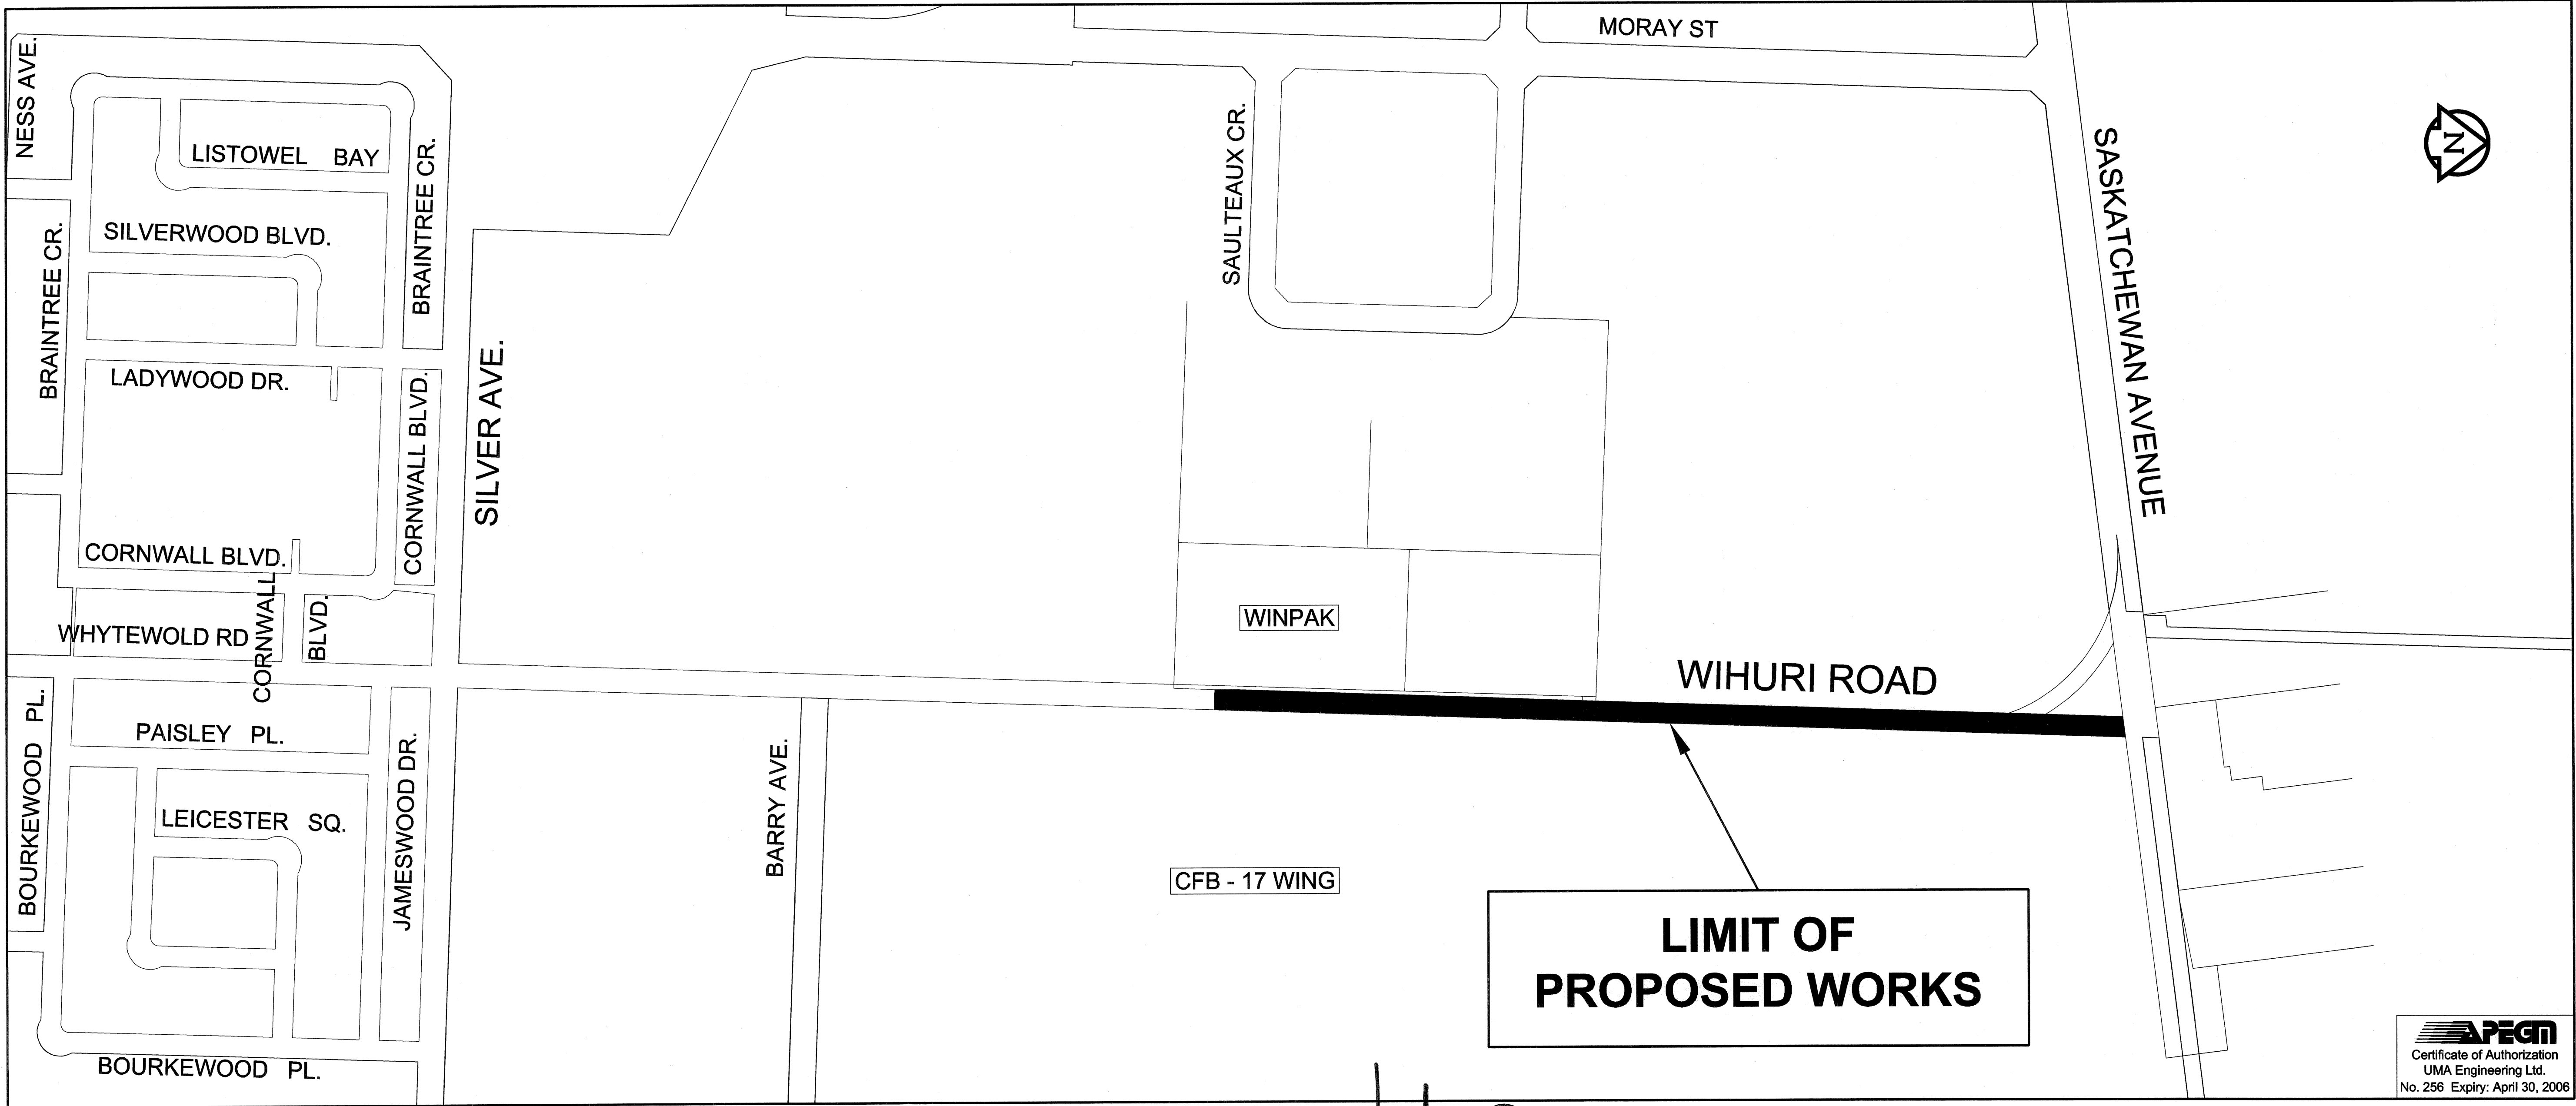 MORAY ST
NESS AVE.
LISTOWEL BAY
BRAINTREE CR.
SAULTEAUX CR.
SASKATCHEWAN AVENUE
N
SILVERWOOD BLVD.
BRAINTREE CR.
LADYWOOD DR.
CORNWALL BLVD.
SILVER AVE.
CORNWALL BLVD.
CORNWALL
BLVD.
WHYTEWOLD RD
WINPAK
WIHURI ROAD
BOURKEWOOD PL.
PAISLEY PL.
JAMESWOOD DR.
BARRY AVE.
LEICESTER SQ.
CFB - 17 WING
LIMIT OF
PROPOSED WORKS
BOURKEWOOD PL.
APEGM
Certificate of Authorization
UMA Engineering Ltd.
No. 256 Expiry: April 30, 2006